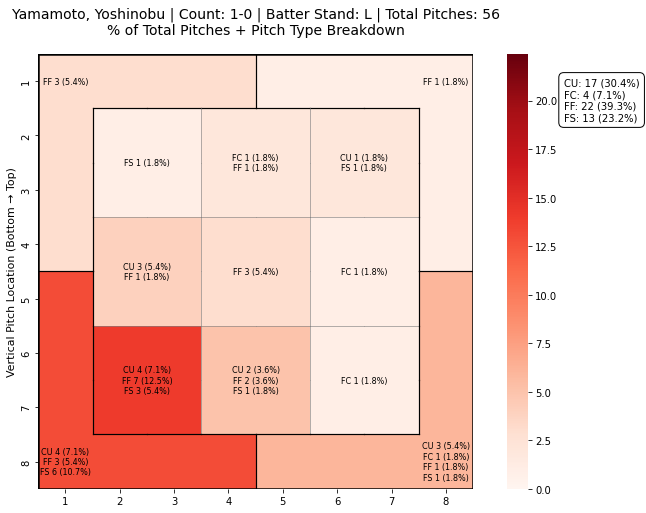 Yamamoto, Yoshinobu | Count: 1-0 | Batter Stand: L | Total Pitches: 56
% of Total Pitches + Pitch Type Breakdown
FF 3 (5.4%)
FF 1 (1.8%)
FS 1 (1.8%)
FC 1 (1.8%)
FF 1 (1.8%)
CU 1 (1.8%)
FS 1 (1.8%)
CU 3 (5.4%)
FF 1 (1.8%)
FF 3 (5.4%)
FC 1 (1.8%)
CU 4 (7.1%)
FF 7 (12.5%)
FS 3 (5.4%)
CU 2 (3.6%)
FF 2 (3.6%)
FS 1 (1.8%)
FC 1 (1.8%)
CU 4 (7.1%)
FF 3 (5.4%)
FS 6 (10.7%)
CU 3 (5.4%)
FC 1 (1.8%)
FF 1 (1.8%)
FS 1 (1.8%)
Vertical Pitch Location (Bottom → Top)
1
2
3
4
5
6
7
8
1
2
3
4
5
6
7
8
20.0
17.5
15.0
12.5
10.0
7.5
5.0
2.5
0.0
CU: 17 (30.4%)
FC: 4 (7.1%)
FF: 22 (39.3%)
FS: 13 (23.2%)